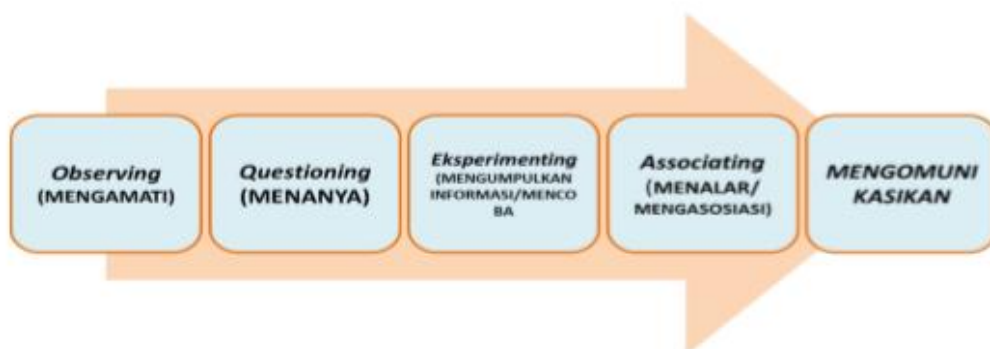 Observing
(MENGAMATI)
Questioning
(MENANYA)
Eksperimenting
(MENGUMPULKAN
INFORMASI/MENCO
BA
Associating
(MENALAR/
MENGASOSIASI)
MENGOMUNI
KASIKAN